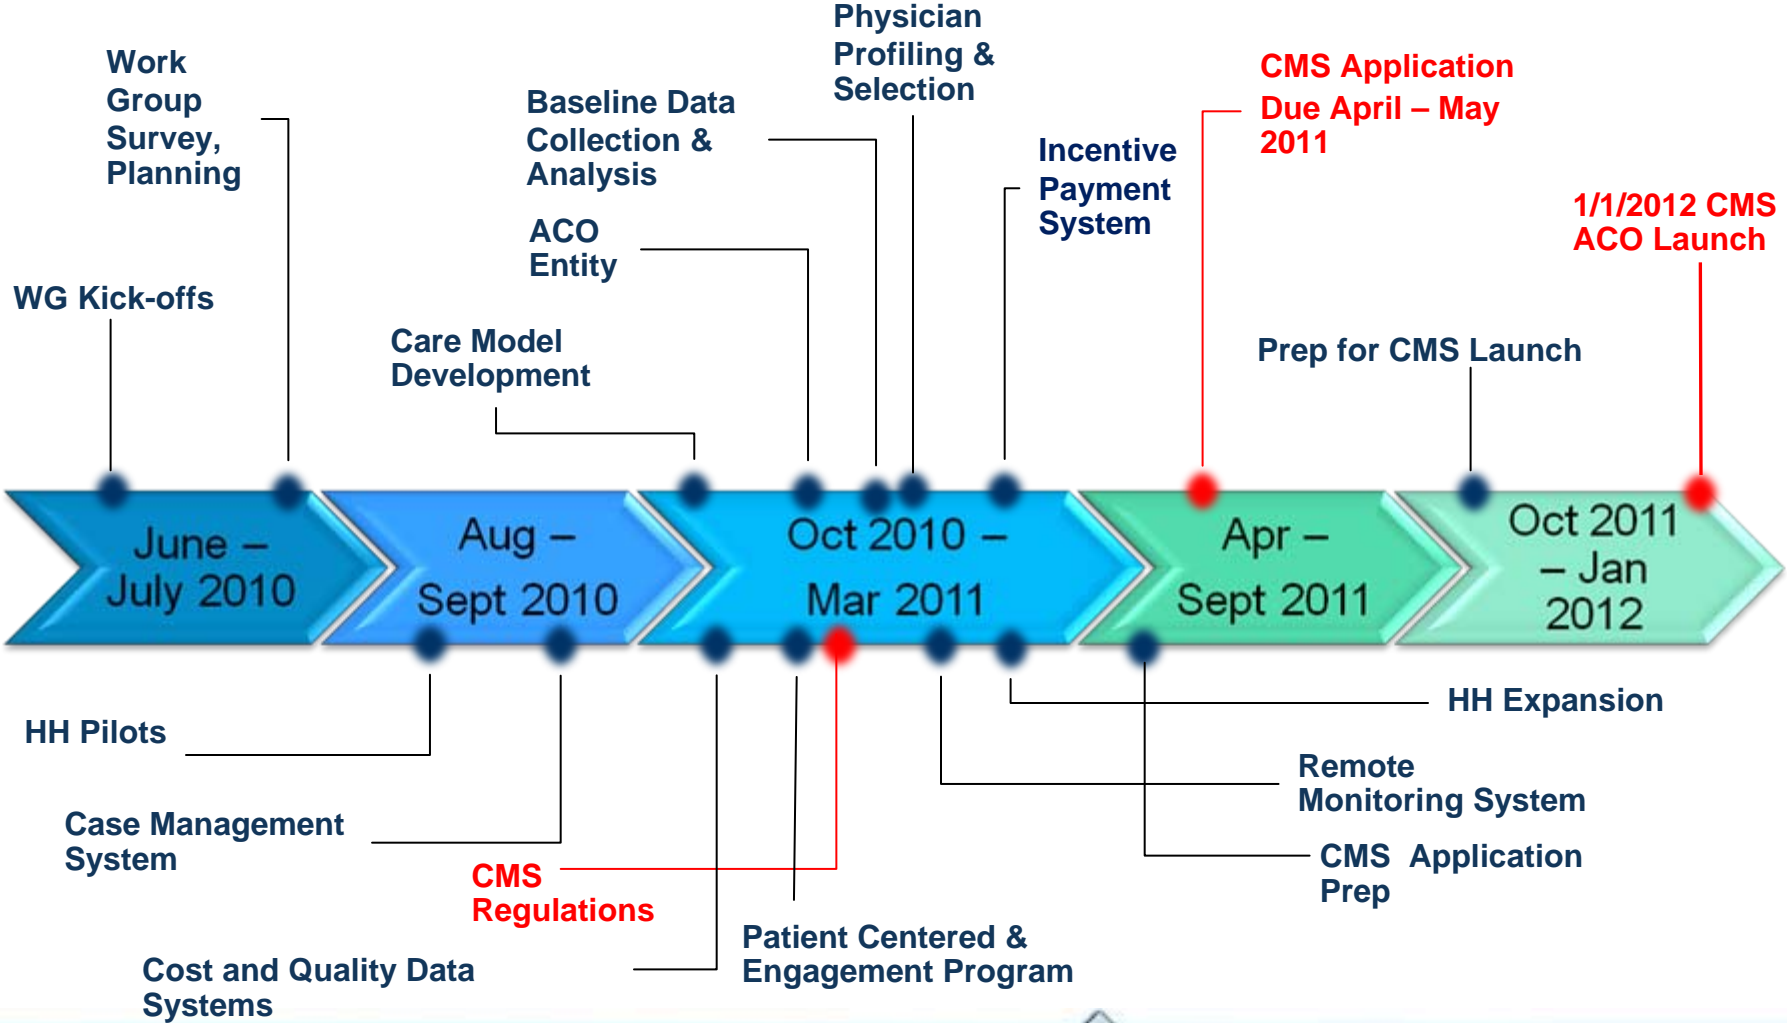 Work
Group
Survey,
Planning
WG Kick-offs
Care Model
Development
Baseline Data
Collection &
Analysis
ACO
Entity
Physician
Profiling &
Selection
Incentive
Payment
System
CMS Application
Due April – May
2011
1/1/2012 CMS
ACO Launch
Prep for CMS Launch
June –
July 2010
Aug –
Sept 2010
Oct 2010 –
Mar 2011
Apr –
Sept 2011
Oct 2011
– Jan
2012
HH Pilots
Case Management
System
CMS
Regulations
Cost and Quality Data
Systems
Patient Centered &
Engagement Program
HH Expansion
Remote
Monitoring System
CMS Application
Prep